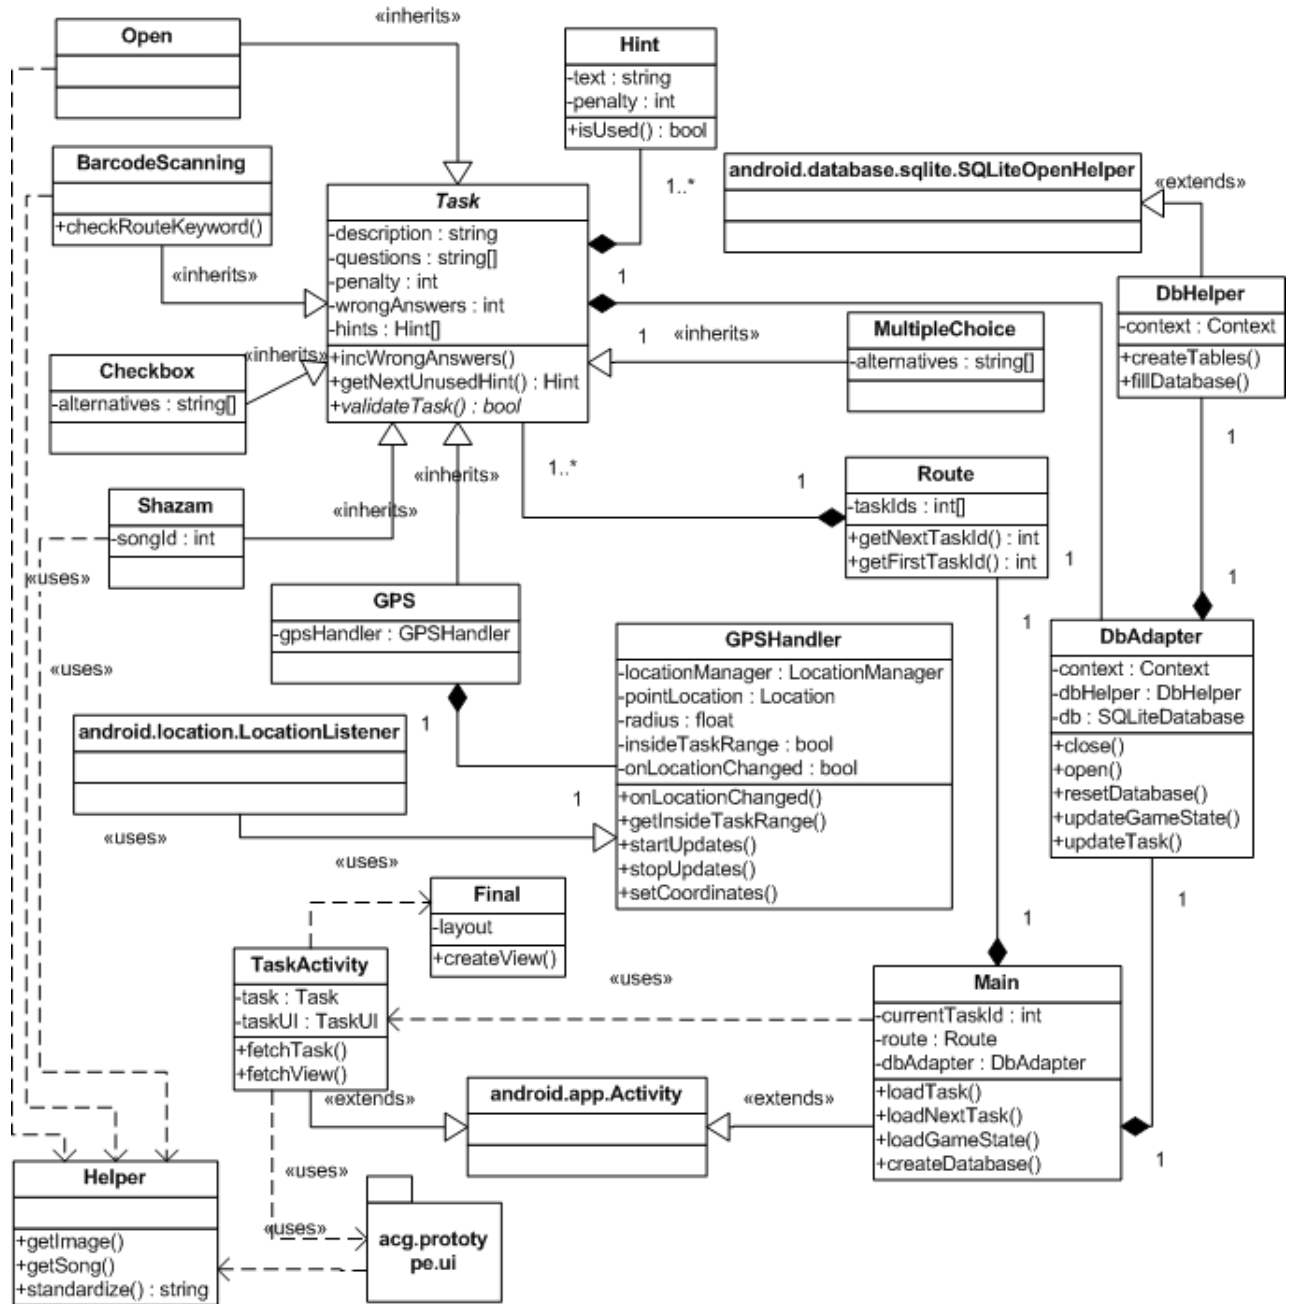 «inherits»
Open
Hint
-text : string
-penalty : int
+isUsed() : bool
BarcodeScanning
+checkRouteKeyword()
«inherits»
1..*
android.database.sqlite.SQLiteOpenHelper
«extends»
Task
-description : string
-questions : string[]
-penalty : int
-wrongAnswers : int
-hints : Hint[]
+incWrongAnswers()
+getNextUnusedHint() : Hint
+validateTask() : bool
1
1
«inherits»
DbHelper
-context : Context
+createTables()
+fillDatabase()
1
MultipleChoice
-alternatives : string[]
«inherits»
Checkbox
-alternatives : string[]
«inherits»
«inherits»
1..*
1
Route
-taskIds : int[]
+getNextTaskId() : int
+getFirstTaskId() : int
1
Shazam
-songId : int
«uses»
«uses»
GPS
-gpsHandler : GPSHandler
1
GPSHandler
-locationManager : LocationManager
-pointLocation : Location
-radius : float
-insideTaskRange : bool
-onLocationChanged : bool
+onLocationChanged()
+getInsideTaskRange()
+startUpdates()
+stopUpdates()
+setCoordinates()
1
1
1
DbAdapter
-context : Context
-dbHelper : DbHelper
-db : SQLiteDatabase
+close()
+open()
+resetDatabase()
+updateGameState()
+updateTask()
1
android.location.LocationListener
«uses»
«uses»
Final
-layout
+createView()
TaskActivity
-task : Task
-taskUI : TaskUI
+fetchTask()
+fetchView()
«uses»
1
Main
-currentTaskId : int
-route : Route
-dbAdapter : DbAdapter
+loadTask()
+loadNextTask()
+loadGameState()
+createDatabase()
1
«extends»
android.app.Activity
«extends»
«uses»
«uses»
Helper
+getImage()
+getSong()
+standardize() : string
acg.prototy
pe.ui